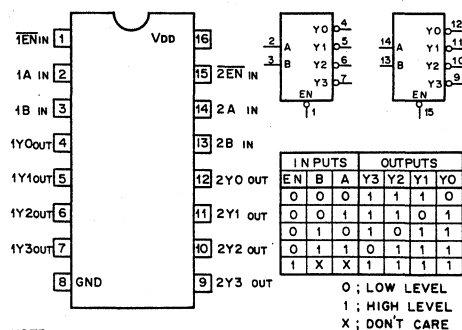 1EN IN 1
1A IN 2
1B IN 3
1Y0OUT 4
1Y1OUT 5
1Y2OUT 6
1Y3OUT 7
8 GND
VDD 16
15 2EN IN
14 2A IN
13 2B IN
12 2Y0 OUT
11 2Y1 OUT
10 2Y2 OUT
9 2Y3 OUT
Y0 4
2 A Y1 5
3 B Y2 6
Y3 7
EN
1
Y0 12
14 A Y1 11
13 B Y2 10
Y3 9
EN
15
INPUTS OUTPUTS
EN B A Y3 Y2 Y1 Y0
0 0 0 1 1 1 0
0 0 1 1 1 0 1
0 1 0 1 0 1 1
0 1 1 0 1 1 1
1 X X 1 1 1 1
0 ; LOW LEVEL
1 ; HIGH LEVEL
X ; DON'T CARE